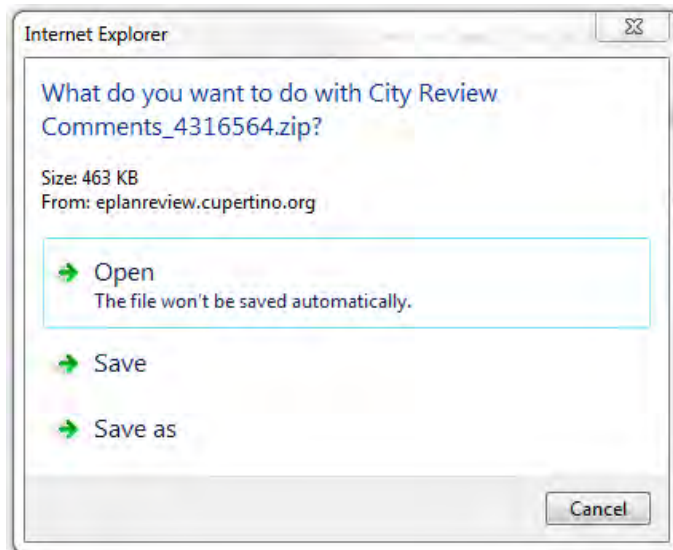 Internet Explorer
What do you want to do with City Review
Comments_4316564.zip?
Size: 463 KB
From: eplanreview.cupertino.org
Open
The file won't be saved automatically.
Save
Save as
Cancel